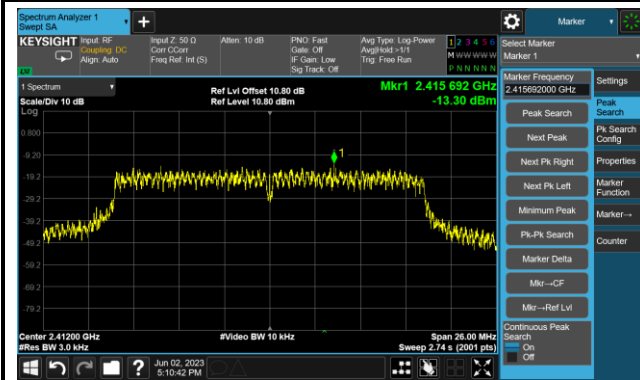 Spectrum Analyzer 1
Swept SA
+
Marker
KEYSIGHT
Input: RF
Coupling: DC
Align: Auto
Input Z: 50 Ω
Corr CCorr
Freq Ref: Int (S)
Atten: 10 dB
PNO: Fast
Gate: Off
IF Gain: Low
Sig Track: Off
Avg Type: Log-Power
Avg|Hold:>1/1
Trig: Free Run
1 2 3 4 5 6
M W W W W W
P N N N N N
LV
Select Marker
Marker 1
1 Spectrum
Scale/Div 10 dB
Log
Ref Lvl Offset 10.80 dB
Ref Level 10.80 dBm
Mkr1 2.415 692 GHz
-13.30 dBm
Marker Frequency
2.415692000 GHz
Settings
Peak Search
Next Peak
Next Pk Right
Next Pk Left
Minimum Peak
Pk-Pk Search
Marker Delta
Mkr→CF
Mkr→Ref Lvl
Continuous Peak
Search
On
Off
Peak
Search
Pk Search
Config
Properties
Marker
Function
Marker→
Counter
0.800
-9.20
-19.2
-29.2
-39.2
-49.2
-59.2
-69.2
-79.2
1
Center 2.41200 GHz
#Res BW 3.0 kHz
#Video BW 10 kHz
Span 26.00 MHz
Sweep 2.74 s (2001 pts)
?
Jun 02, 2023
5:10:42 PM